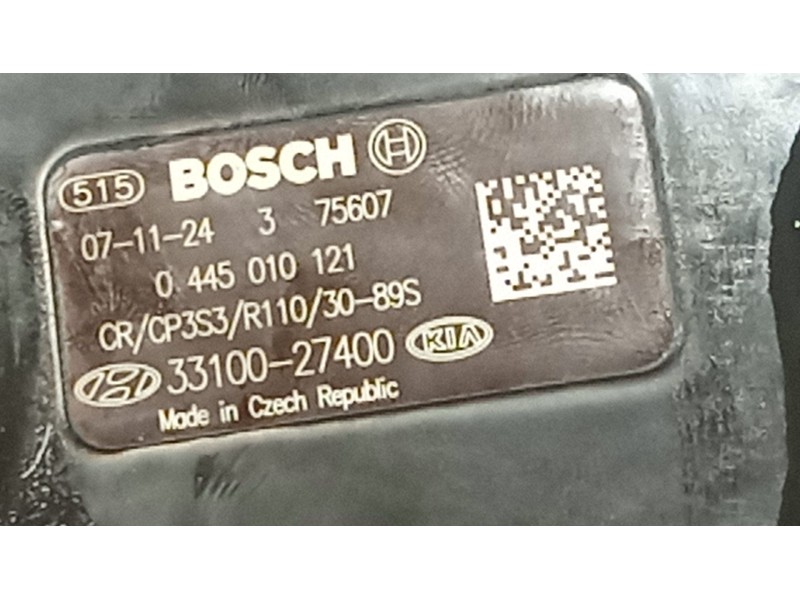 515 BOSCH
07-11-24 3 75607
0 445 010 121
CR/CP3S3/R110/30-89S
33100-27400 KIA
Made in Czech Republic